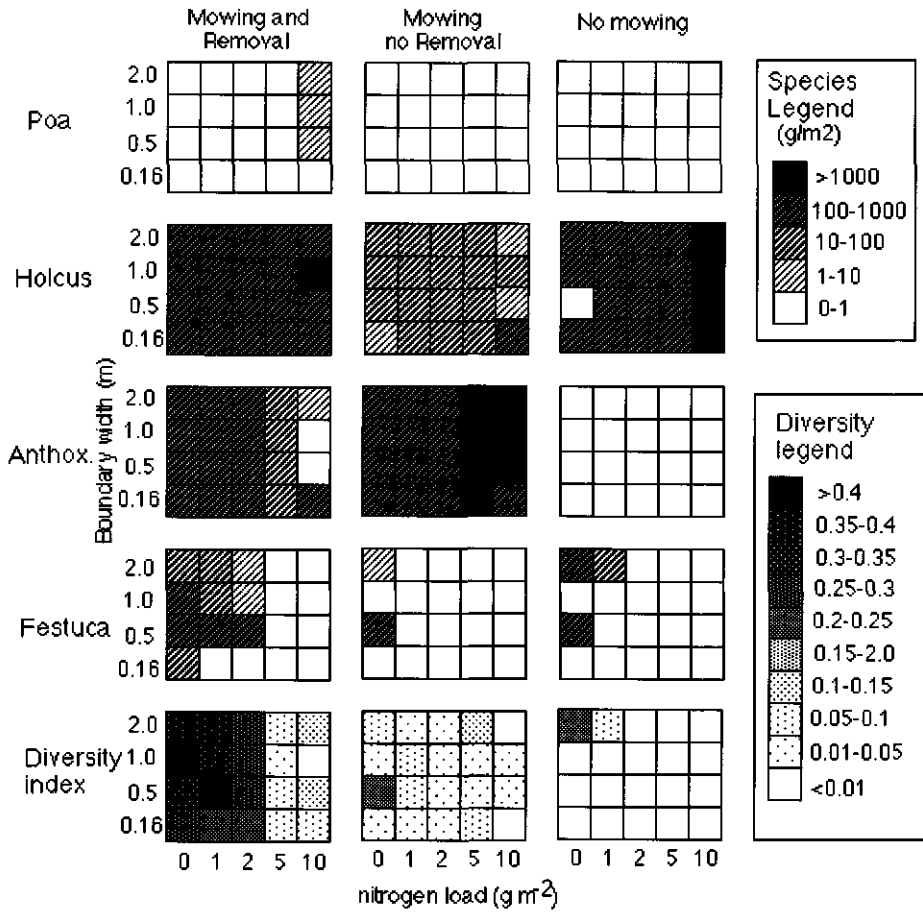 Mowing and
Removal
Mowing
no Removal
No mowing
Poa
2.0
1.0
0.5
0.16
Holcus
2.0
1.0
0.5
0.16
Anthox.
2.0
1.0
0.5
0.16
Festuca
2.0
1.0
0.5
0.16
Diversity
index
2.0
1.0
0.5
0.16
Boundary width (m)
0 1 2 5 10
0 1 2 5 10
0 1 2 5 10
nitrogen load (g m-2)
Species
Legend
(g/m2)
>1000
100-1000
10-100
1-10
0-1
Diversity
legend
>0.4
0.35-0.4
0.3-0.35
0.25-0.3
0.2-0.25
0.15-2.0
0.1-0.15
0.05-0.1
0.01-0.05
<0.01